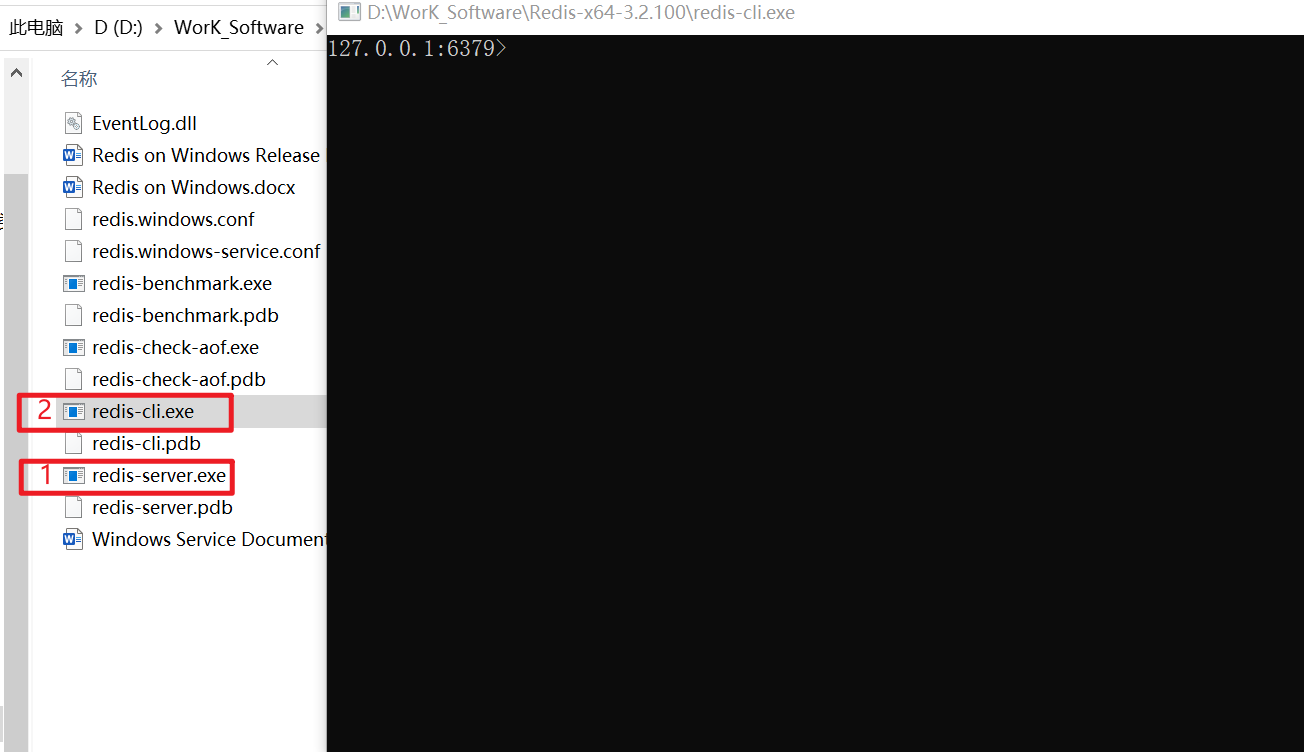 此电脑 > D (D:) > WorK_Software >
D:\WorK_Software\Redis-x64-3.2.100\redis-cli.exe
127.0.0.1:6379>
名称
EventLog.dll
Redis on Windows Release
Redis on Windows.docx
redis.windows.conf
redis.windows-service.conf
redis-benchmark.exe
redis-benchmark.pdb
redis-check-aof.exe
redis-check-aof.pdb
2 redis-cli.exe
redis-cli.pdb
1 redis-server.exe
redis-server.pdb
Windows Service Document